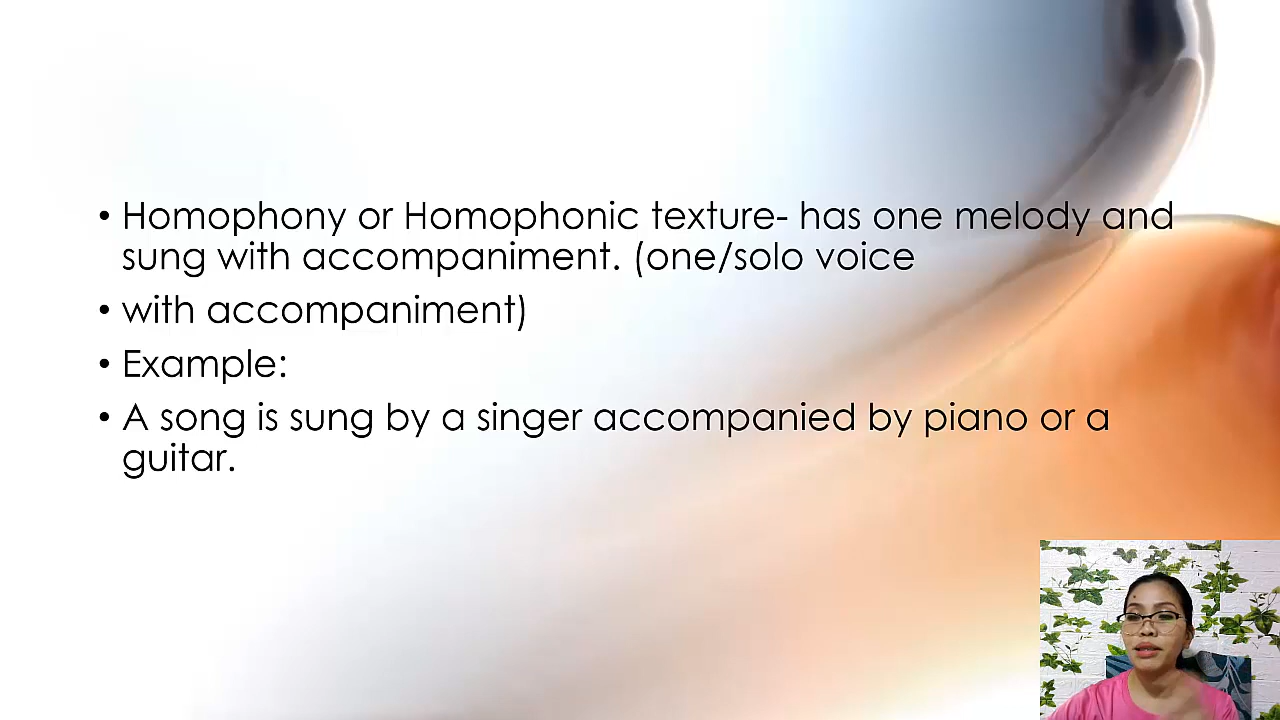 • Homophony or Homophonic texture- has one melody and
sung with accompaniment. (one/solo voice
• with accompaniment)
• Example:
• A song is sung by a singer accompanied by piano or a
guitar.